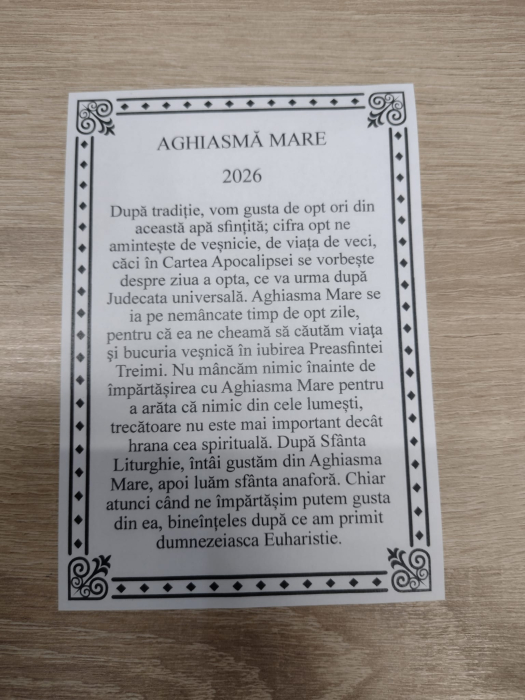 AGHIASMĂ MARE
2026
După tradiție, vom gusta de opt ori din
această apă sfințită; cifra opt ne
amintește de veșnicie, de viața de veci,
căci în Cartea Apocalipsei se vorbește
despre ziua a opta, ce va urma după
Judecata universală. Aghiasma Mare se
ia pe nemâncate timp de opt zile,
pentru că ea ne cheamă să căutăm viața
și bucuria veșnică în iubirea Preasfintei
Treimi. Nu mâncăm nimic înainte de
împărtășirea cu Aghiasma Mare pentru
a arăta că nimic din cele lumești,
trecătoare nu este mai important decât
hrana cea spirituală. După Sfânta
Liturghie, întâi gustăm din Aghiasma
Mare, apoi luăm sfânta anaforă. Chiar
atunci când ne împărtășim putem gusta
din ea, bineînțeles după ce am primit
dumnezeiasca Euharistie.